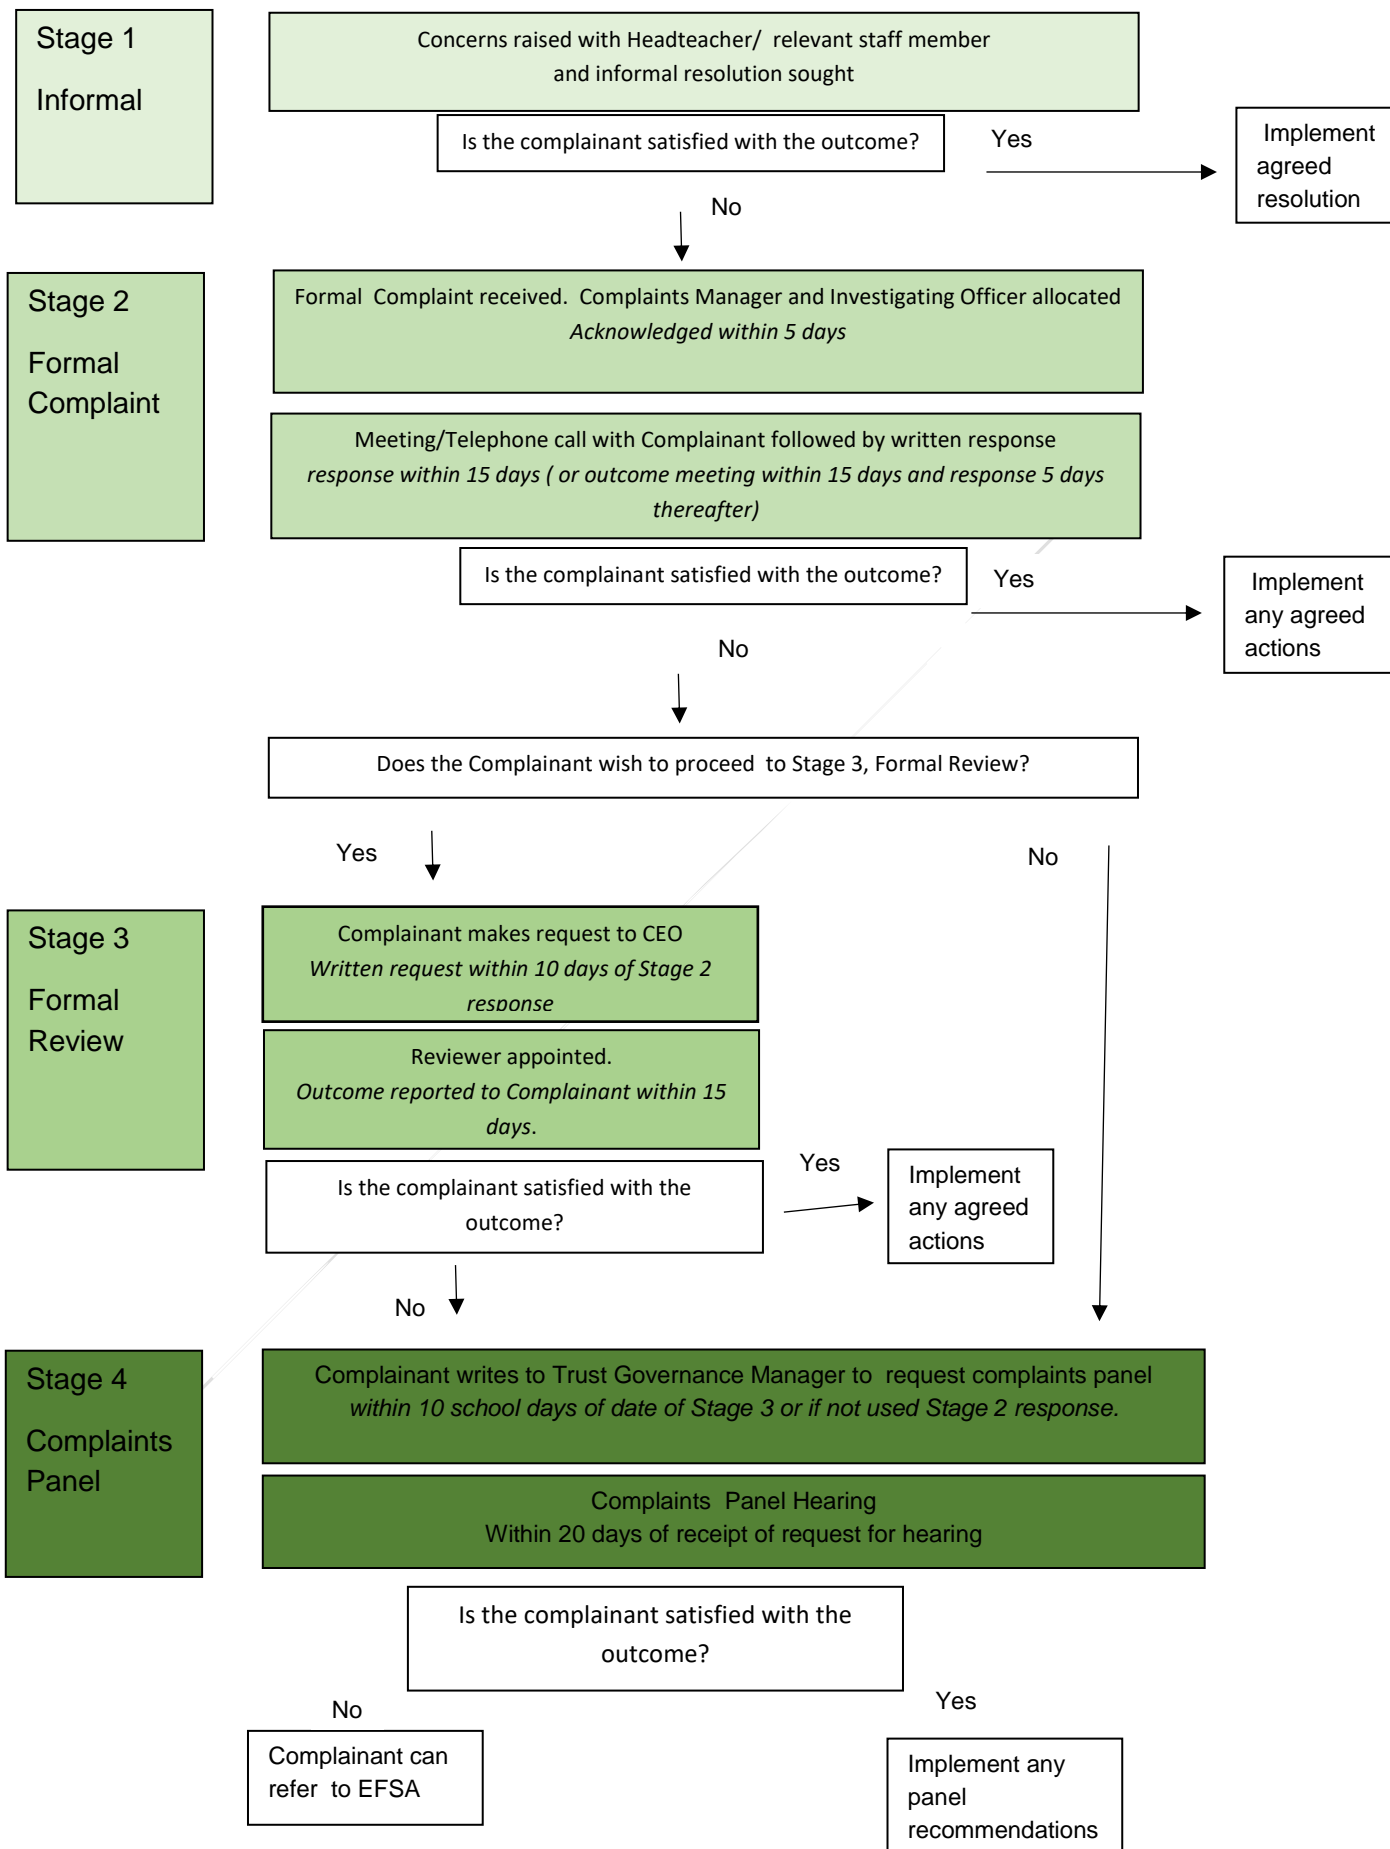 Stage 1
Informal
Concerns raised with Headteacher/ relevant staff member
and informal resolution sought
Is the complainant satisfied with the outcome?
Yes
Implement
agreed
resolution
No
Stage 2
Formal
Complaint
Formal Complaint received. Complaints Manager and Investigating Officer allocated
Acknowledged within 5 days
Meeting/Telephone call with Complainant followed by written response
response within 15 days ( or outcome meeting within 15 days and response 5 days
thereafter)
Is the complainant satisfied with the outcome?
Yes
Implement
any agreed
actions
No
Does the Complainant wish to proceed to Stage 3, Formal Review?
Yes
No
Stage 3
Formal
Review
Complainant makes request to CEO
Written request within 10 days of Stage 2
response
Reviewer appointed.
Outcome reported to Complainant within 15
days.
Is the complainant satisfied with the
outcome?
Yes
Implement
any agreed
actions
No
Stage 4
Complaints
Panel
Complainant writes to Trust Governance Manager to request complaints panel
within 10 school days of date of Stage 3 or if not used Stage 2 response.
Complaints Panel Hearing
Within 20 days of receipt of request for hearing
Is the complainant satisfied with the
outcome?
No
Complainant can
refer to EFSA
Yes
Implement any
panel
recommendations